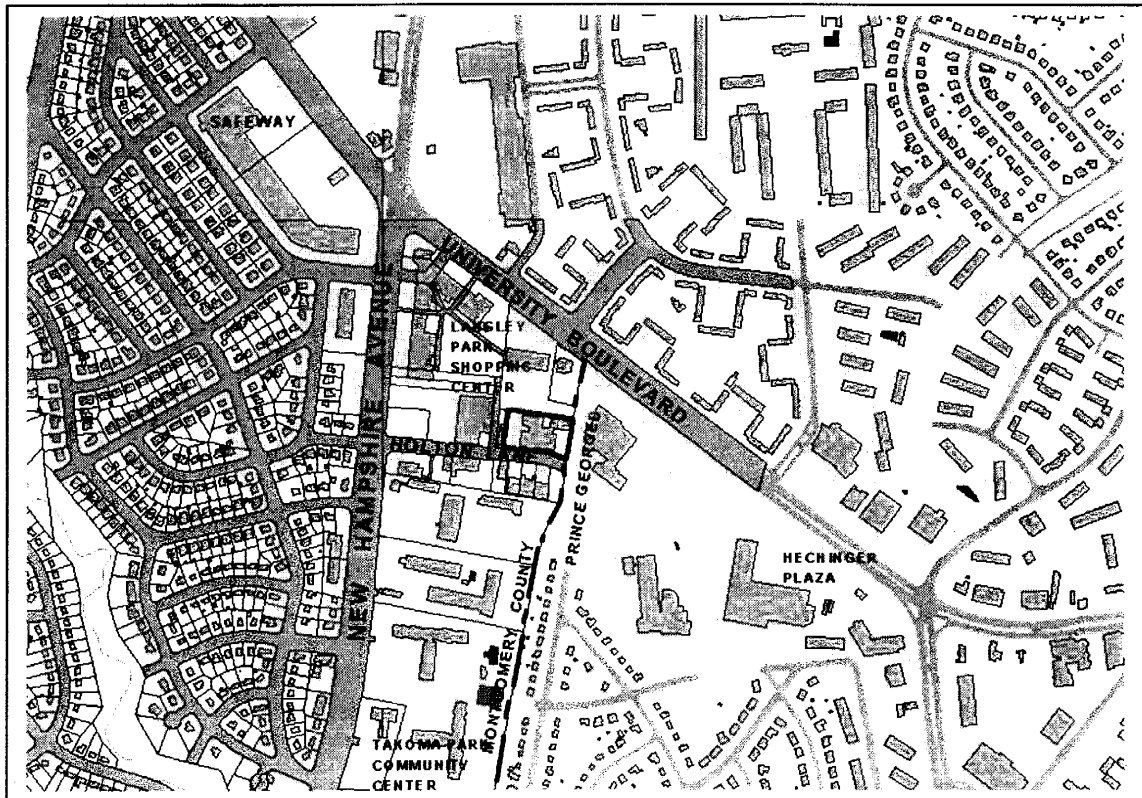 SAFEWAY
UNIVERSITY BOULEVARD
NEW HAMPSHIRE AVENUE
LANGLEY
PARK
SHOPPING
CENTER
HOLTON LANE
PRINCE GEORGES
MONTGOMERY COUNTY
HECHINGER
PLAZA
TAKOMA PARK
COMMUNITY
CENTER